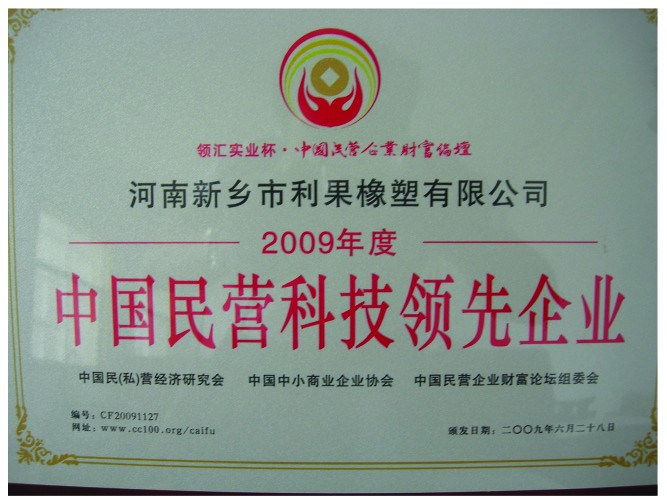 领汇实业杯·中国民营企業财富论壇
河南新乡市利果橡塑有限公司
2009年度
中国民营科技领先企业
中国民(私)营经济研究会 中国中小商业企业协会 中国民营企业财富论坛组委会
编号：CF20091127
网址：www.cc100.org/caifu
颁发日期：二〇〇九年六月二十八日